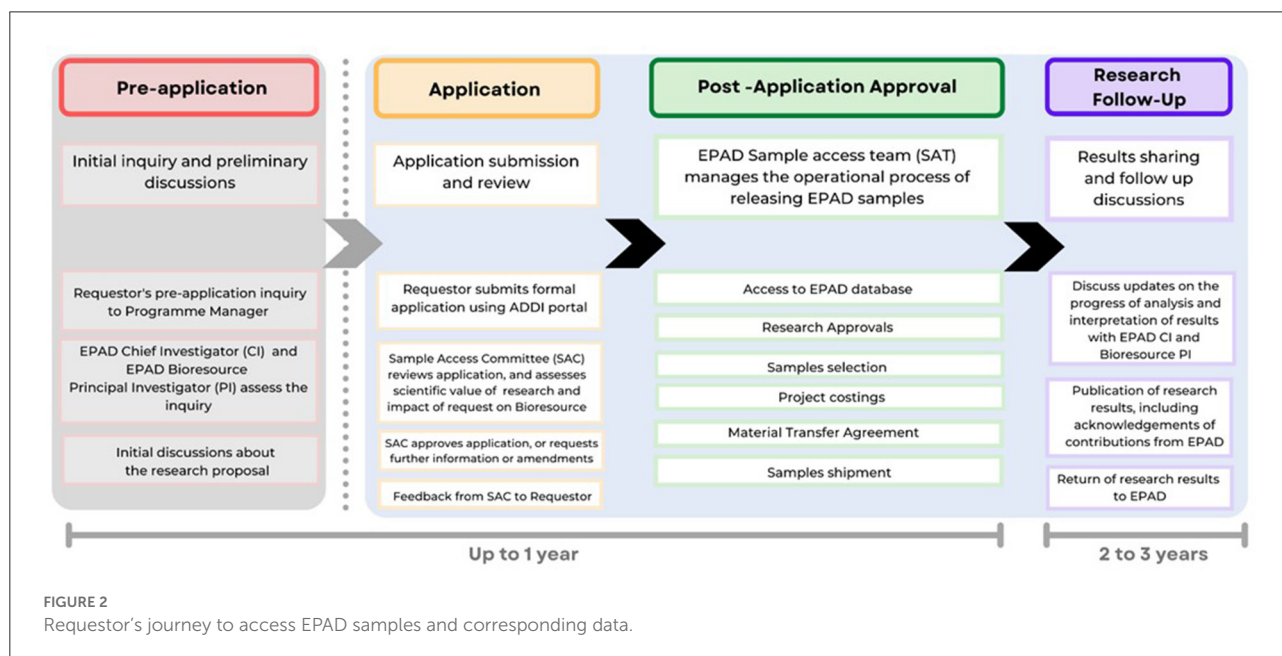 Pre-application
Initial inquiry and preliminary
discussions
Requestor's pre-application inquiry
to Programme Manager
EPAD Chief Investigator (CI) and
EPAD Bioresource
Principal Investigator (PI) assess the
inquiry
Initial discussions about
the research proposal
Application
Application submission
and review
Requestor submits formal
application using ADDI portal
Sample Access Committee (SAC)
reviews application, and assesses
scientific value of research and
impact of request on Bioresource
SAC approves application, or requests
further information or amendments
Feedback from SAC to Requestor
Post -Application Approval
EPAD Sample access team (SAT)
manages the operational process of
releasing EPAD samples
Access to EPAD database
Research Approvals
Samples selection
Project costings
Material Transfer Agreement
Samples shipment
Research
Follow-Up
Results sharing
and follow up
discussions
Discuss updates on the
progress of analysis and
interpretation of results
with EPAD CI and
Bioresource PI
Publication of research
results, including
acknowledgements of
contributions from EPAD
Return of research results
to EPAD
Up to 1 year
2 to 3 years
FIGURE 2
Requestor's journey to access EPAD samples and corresponding data.